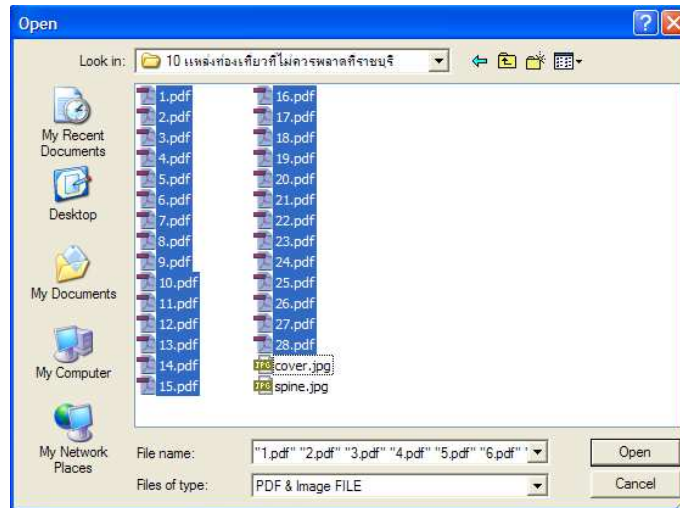 Open
Look in:
10 แหล่งท่องเที่ยวที่ไม่ควรพลาดที่ราชบุรี
My Recent Documents
Desktop
My Documents
My Computer
My Network Places
1.pdf
2.pdf
3.pdf
4.pdf
5.pdf
6.pdf
7.pdf
8.pdf
9.pdf
10.pdf
11.pdf
12.pdf
13.pdf
14.pdf
15.pdf
16.pdf
17.pdf
18.pdf
19.pdf
20.pdf
21.pdf
22.pdf
23.pdf
24.pdf
25.pdf
26.pdf
27.pdf
28.pdf
cover.jpg
spine.jpg
File name:
"1.pdf" "2.pdf" "3.pdf" "4.pdf" "5.pdf" "6.pdf" "
Open
Files of type:
PDF & Image FILE
Cancel